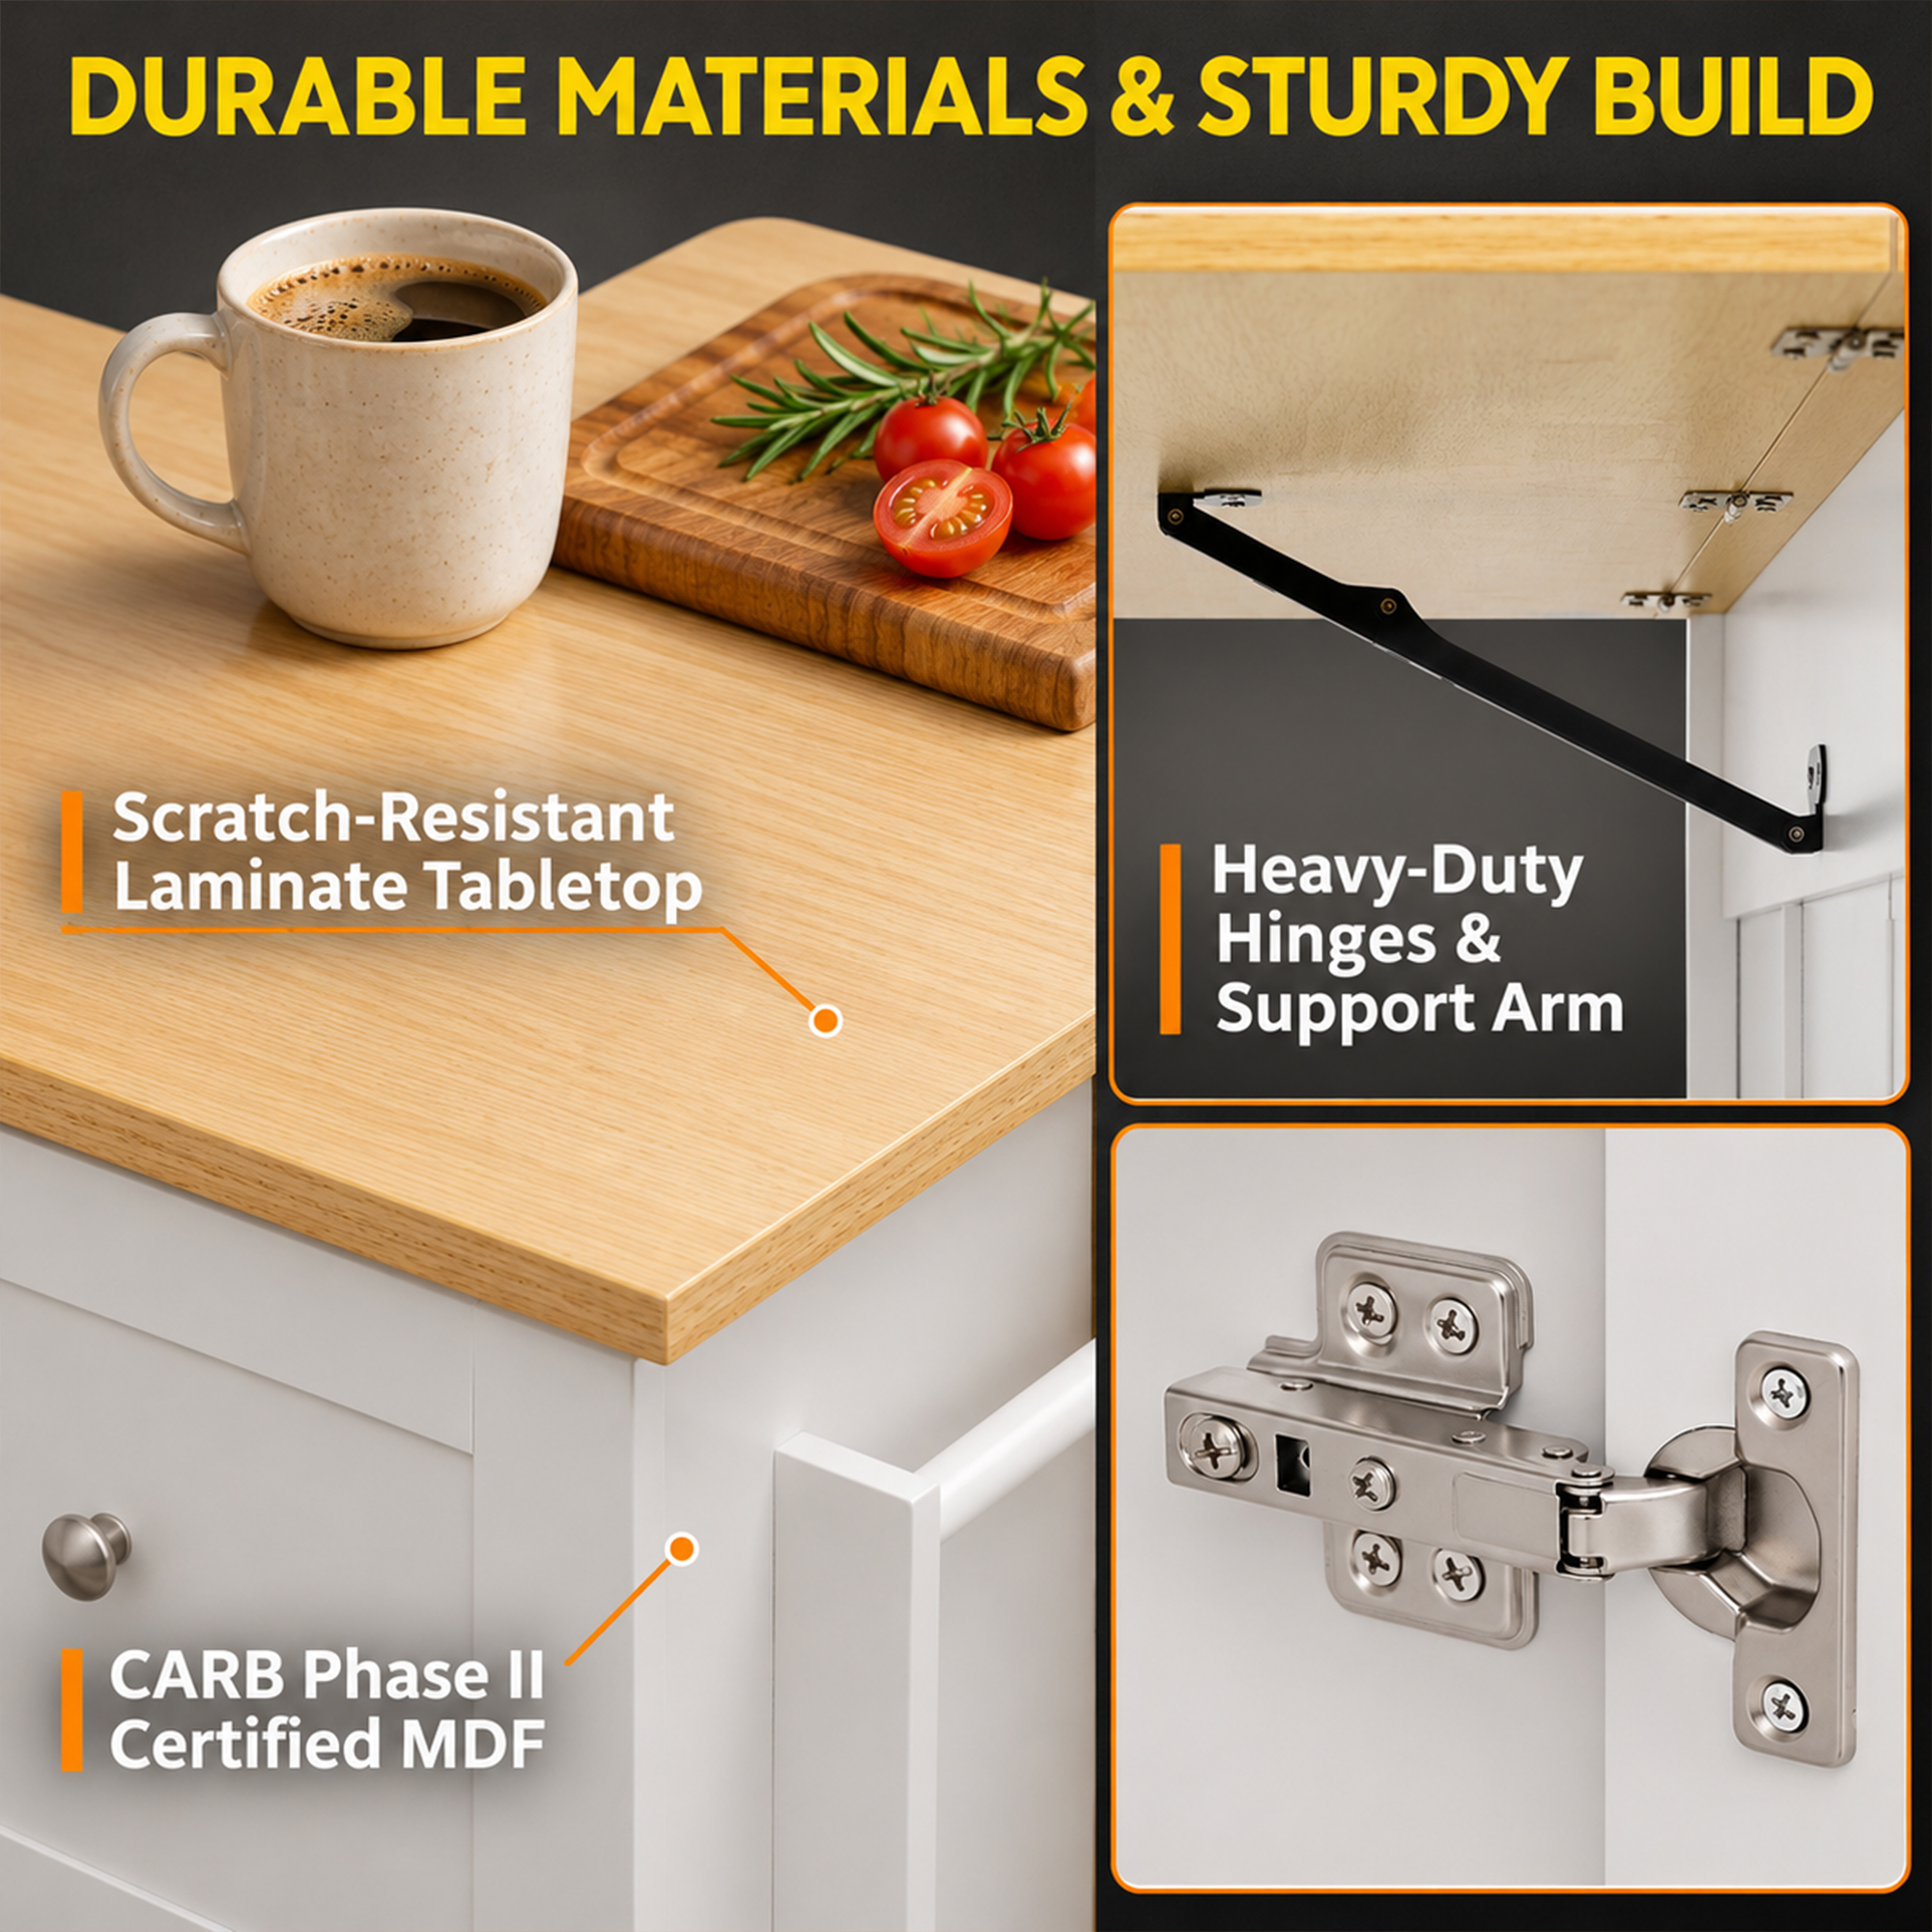 DURABLE MATERIALS & STURDY BUILD
Scratch-Resistant
Laminate Tabletop
Heavy-Duty
Hinges &
Support Arm
CARB Phase II
Certified MDF